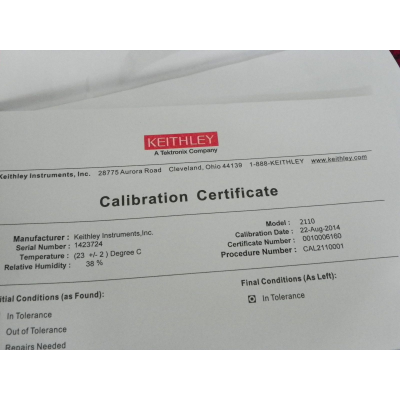 KEITHLEY
A Tektronix Company
Keithley Instruments, Inc. 28775 Aurora Road Cleveland, Ohio 44139 1-888-KEITHLEY www.keithley.com
Calibration Certificate
Manufacturer : Keithley Instruments,Inc.
Serial Number : 1423724
Temperature : (23 +/- 2 ) Degree C
Relative Humidity : 38 %
Model : 2110
Calibration Date : 22-Aug-2014
Certificate Number : 0010006160
Procedure Number : CAL2110001
itial Conditions (as Found):
In Tolerance
Out of Tolerance
Repairs Needed
Final Conditions (As Left):
In Tolerance